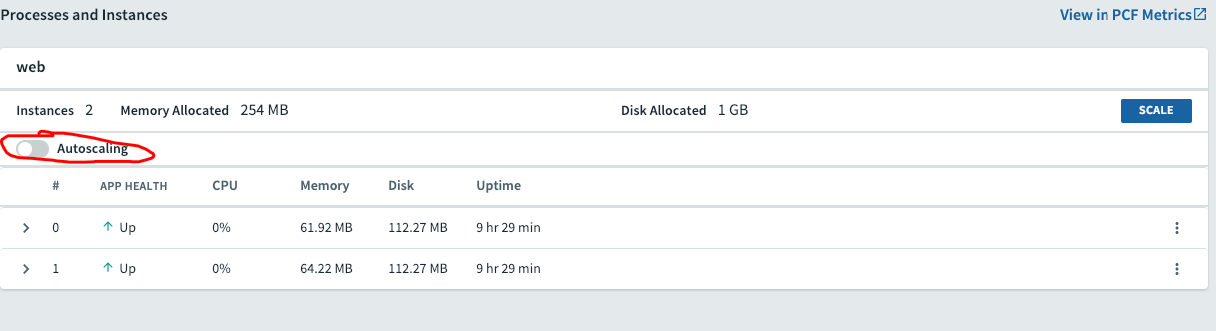 Processes and Instances View in PCF Metrics
web
Instances 2 Memory Allocated 254 MB Disk Allocated 1 GB SCALE
Autoscaling
# APP HEALTH CPU Memory Disk Uptime
0 Up 0% 61.92 MB 112.27 MB 9 hr 29 min
1 Up 0% 64.22 MB 112.27 MB 9 hr 29 min